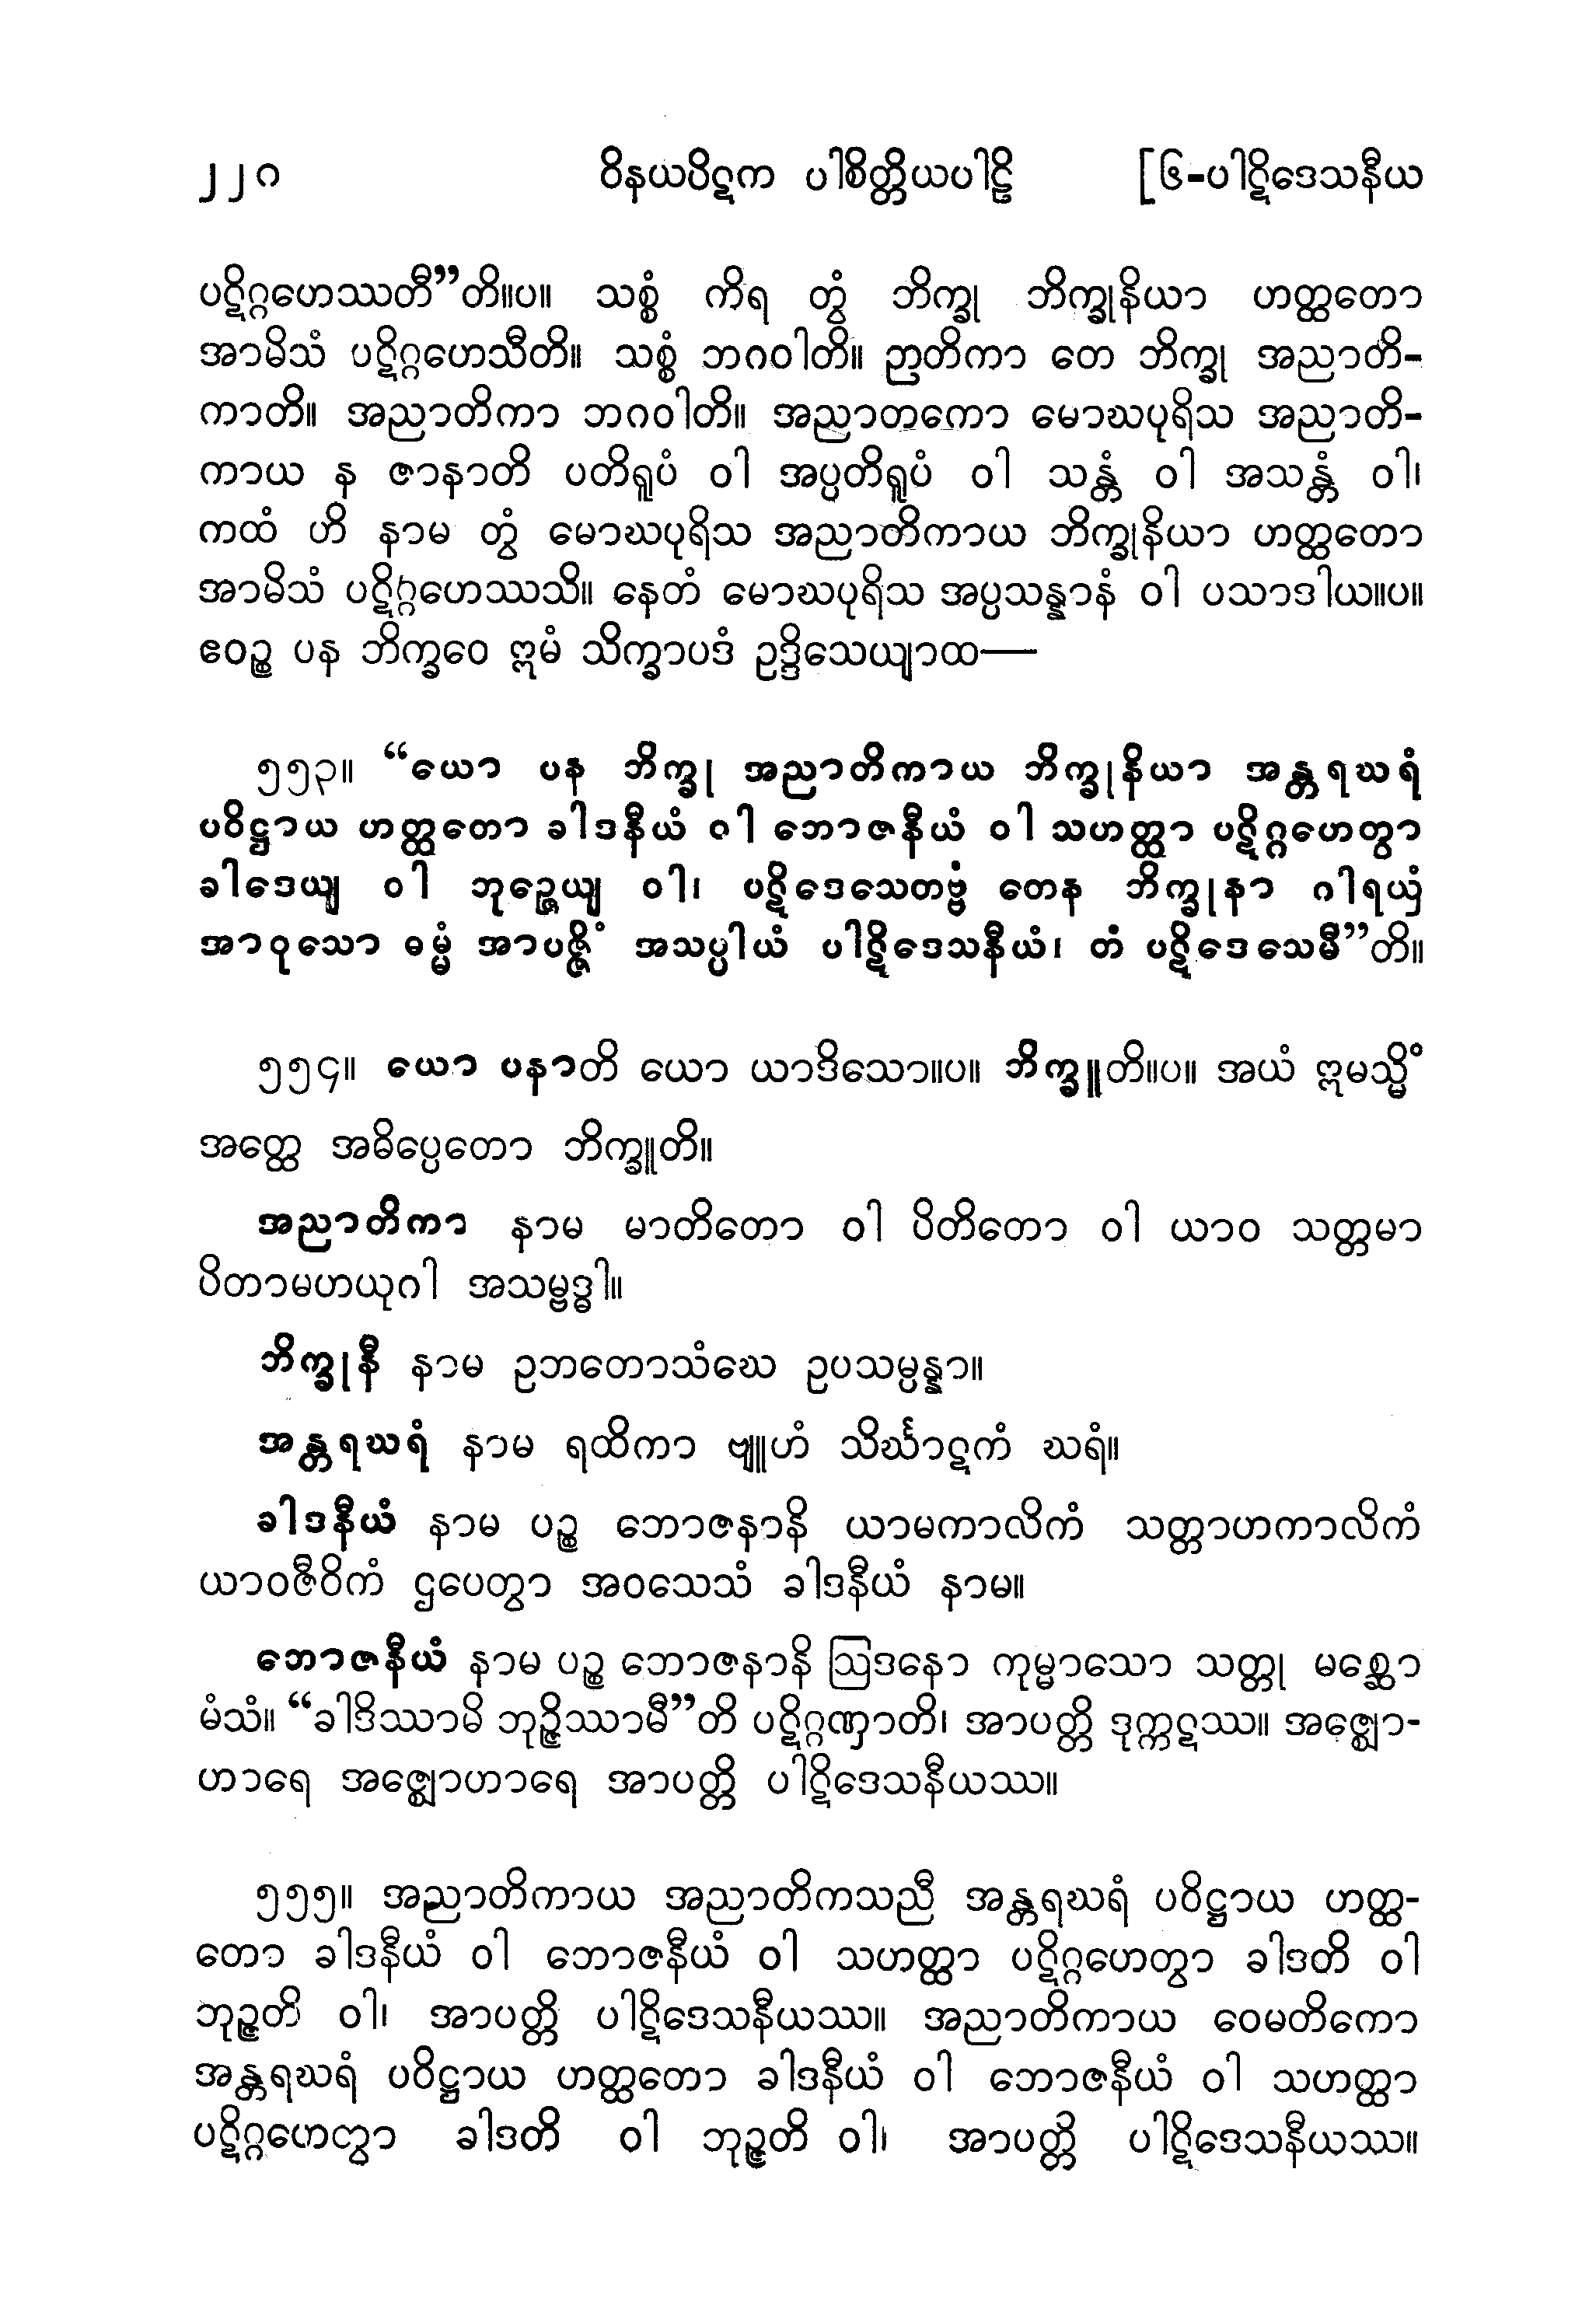 ၂၂၈ ဝိနယပိဋက ပါစိတ္တိယပါဠိ [၆-ပါဋိဒေသနီယ
ပဋိဂ္ဂဟေဿတီ”တိ။ပ။ သစ္စံ ကိရ တွံ ဘိက္ခု ဘိက္ခုနိယာ ဟတ္ထတော
အာမိသံ ပဋိဂ္ဂဟေသီတိ။ သစ္စံ ဘဂဝါတိ။ ဉာတိကာ တေ ဘိက္ခု အညာတိ-
ကာတိ။ အညာတိကာ ဘဂဝါတိ။ အညာတကော မောဃပုရိသ အညာတိ-
ကာယ န ဇာနာတိ ပတိရူပံ ဝါ အပ္ပတိရူပံ ဝါ သန္တံ ဝါ အသန္တံ ဝါ၊
ကထံ ဟိ နာမ တွံ မောဃပုရိသ အညာတိကာယ ဘိက္ခုနိယာ ဟတ္ထတော
အာမိသံ ပဋိဂ္ဂဟေဿသိ။ နေတံ မောဃပုရိသ အပ္ပသန္နာနံ ဝါ ပသာဒါယ။ပ။
ဧဝဉ္စ ပန ဘိက္ခဝေ ဣမံ သိက္ခာပဒံ ဥဒ္ဒိသေယျာထ—
၅၅၃။ “ယော ပန ဘိက္ခု အညာတိကာယ ဘိက္ခုနိယာ အန္တရဃရံ
ပဝိဋ္ဌာယ ဟတ္ထတော ခါဒနီယံ ဝါ ဘောဇနီယံ ဝါ သဟတ္ထာ ပဋိဂ္ဂဟေတွာ
ခါဒေယျ ဝါ ဘုဉ္ဇေယျ ဝါ၊ ပဋိဒေသေတဗ္ဗံ တေန ဘိက္ခုနာ ဂါရယှံ
အာဝုသော ဓမ္မံ အာပဇ္ဇိံ အသပ္ပါယံ ပါဋိဒေသနီယံ၊ တံ ပဋိဒေသေမီ”တိ။
၅၅၄။ ယော ပနာတိ ယော ယာဒိသော။ပ။ ဘိက္ခူတိ။ပ။ အယံ ဣမသ္မိံ
အတ္ထေ အဓိပ္ပေတော ဘိက္ခူတိ။
အညာတိကာ နာမ မာတိတော ဝါ ပိတိတော ဝါ ယာဝ သတ္တမာ
ပိတာမဟယုဂါ အသမ္ဗဒ္ဓါ။
ဘိက္ခုနီ နာမ ဥဘတောသံဃေ ဥပသမ္ပန္နာ။
အန္တရဃရံ နာမ ရထိကာ ဗျူဟံ သိင်္ဃာဋကံ ဃရံ။
ခါဒနီယံ နာမ ပဉ္စ ဘောဇနာနိ ယာမကာလိကံ သတ္တာဟကာလိကံ
ယာဝဇီဝိကံ ဌပေတွာ အဝသေသံ ခါဒနီယံ နာမ။
ဘောဇနီယံ နာမ ပဉ္စ ဘောဇနာနိ ဩဒနော ကုမ္မာသော သတ္တု မစ္ဆော
မံသံ။ “ခါဒိဿာမိ ဘုဉ္ဇိဿာမီ”တိ ပဋိဂ္ဂဏှာတိ၊ အာပတ္တိ ဒုက္ကဋဿ။ အဇ္ဈော-
ဟာရေ အဇ္ဈောဟာရေ အာပတ္တိ ပါဋိဒေသနီယဿ။
၅၅၅။ အညာတိကာယ အညာတိကသညီ အန္တရဃရံ ပဝိဋ္ဌာယ ဟတ္ထ-
တော ခါဒနီယံ ဝါ ဘောဇနီယံ ဝါ သဟတ္ထာ ပဋိဂ္ဂဟေတွာ ခါဒတိ ဝါ
ဘုဉ္ဇတိ ဝါ၊ အာပတ္တိ ပါဋိဒေသနီယဿ။ အညာတိကာယ ဝေမတိကော
အန္တရဃရံ ပဝိဋ္ဌာယ ဟတ္ထတော ခါဒနီယံ ဝါ ဘောဇနီယံ ဝါ သဟတ္ထာ
ပဋိဂ္ဂဟေတွာ ခါဒတိ ဝါ ဘုဉ္ဇတိ ဝါ၊ အာပတ္တိ ပါဋိဒေသနီယဿ။